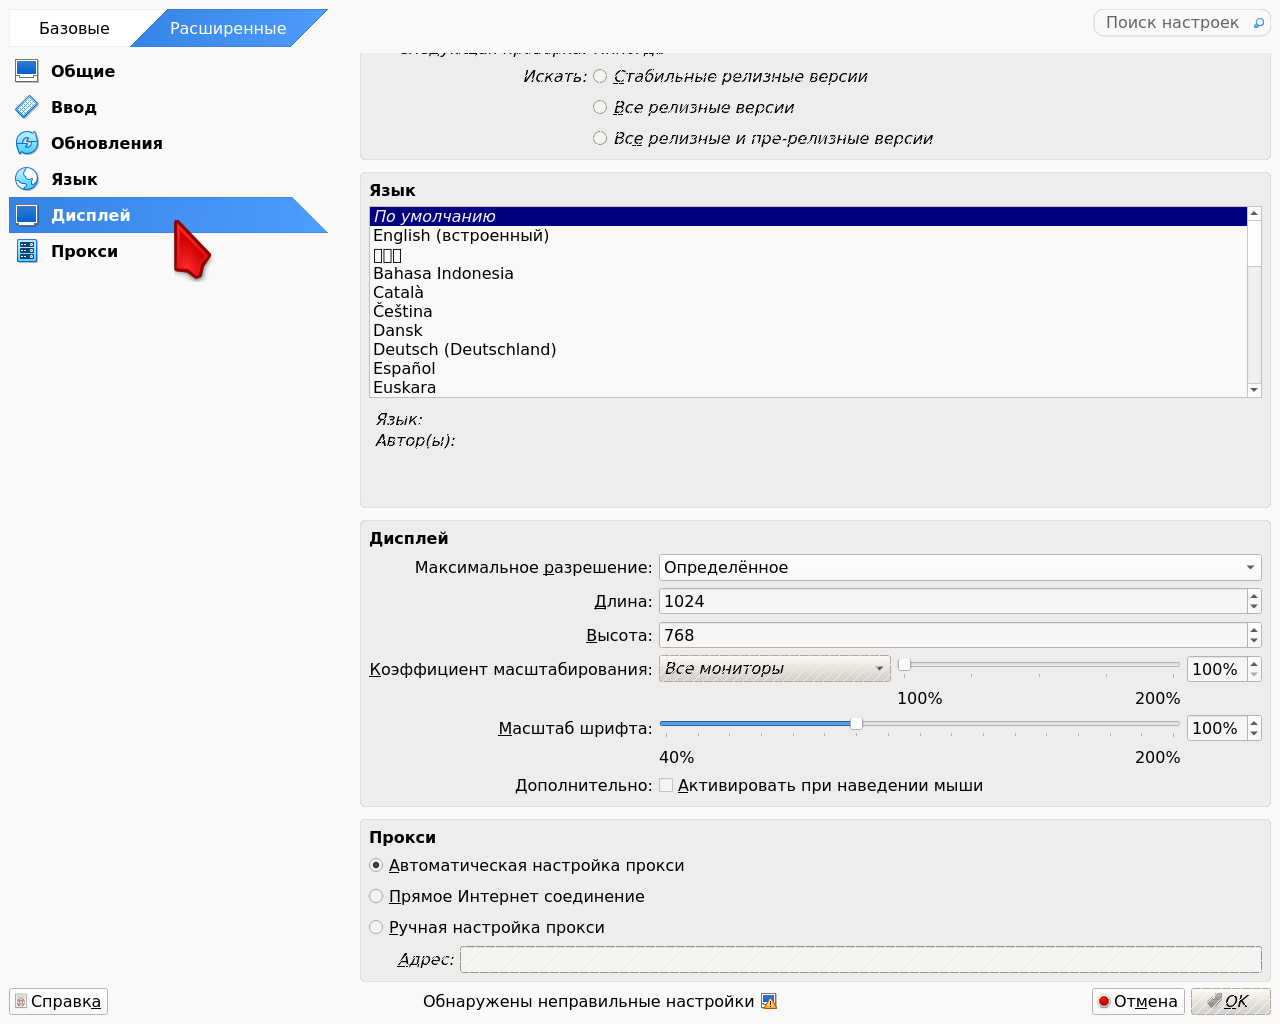 Базовые
Расширенные
Поиск настроек
Общие
Ввод
Обновления
Язык
Дисплей
Прокси
Искать:
Стабильные релизные версии
Все релизные версии
Все релизные и пре-релизные версии
Язык
По умолчанию
English (встроенный)
Bahasa Indonesia
Català
Čeština
Dansk
Deutsch (Deutschland)
Español
Euskara
Язык:
Автор(ы):
Дисплей
Максимальное разрешение: Определённое
Длина: 1024
Высота: 768
Коэффициент масштабирования: Все мониторы 100%
100% 200%
Масштаб шрифта: 100%
40% 200%
Дополнительно: Активировать при наведении мыши
Прокси
Автоматическая настройка прокси
Прямое Интернет соединение
Ручная настройка прокси
Адрес:
Справка
Обнаружены неправильные настройки
Отмена
OK